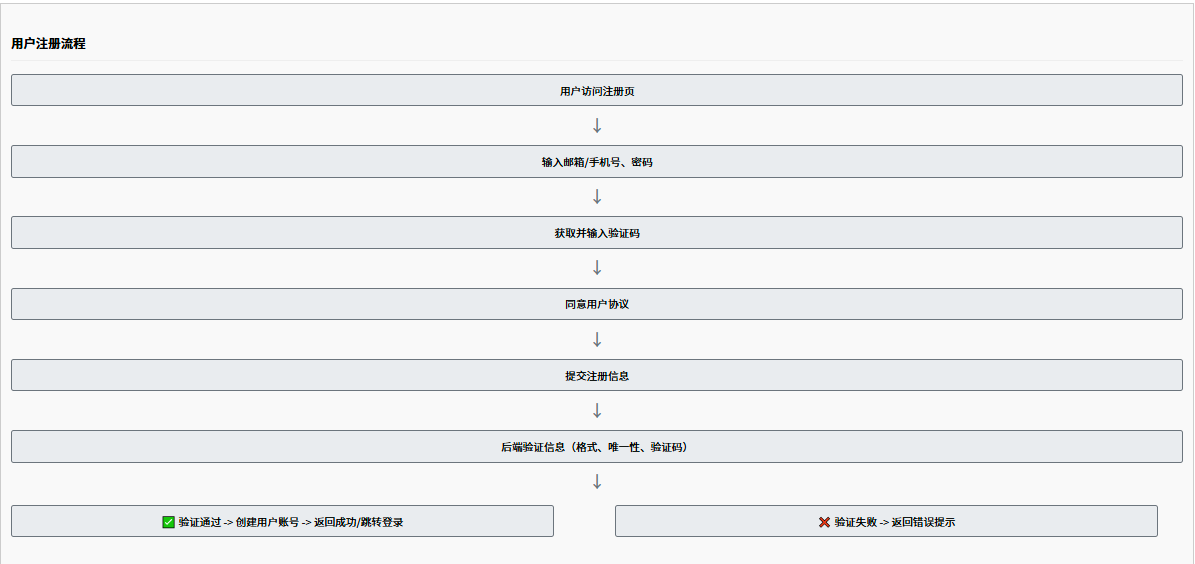 用户注册流程
用户访问注册页
↓
输入邮箱/手机号、密码
↓
获取并输入验证码
↓
同意用户协议
↓
提交注册信息
↓
后端验证信息（格式、唯一性、验证码）
↓
✅ 验证通过 -> 创建用户账号 -> 返回成功/跳转登录
❌ 验证失败 -> 返回错误提示